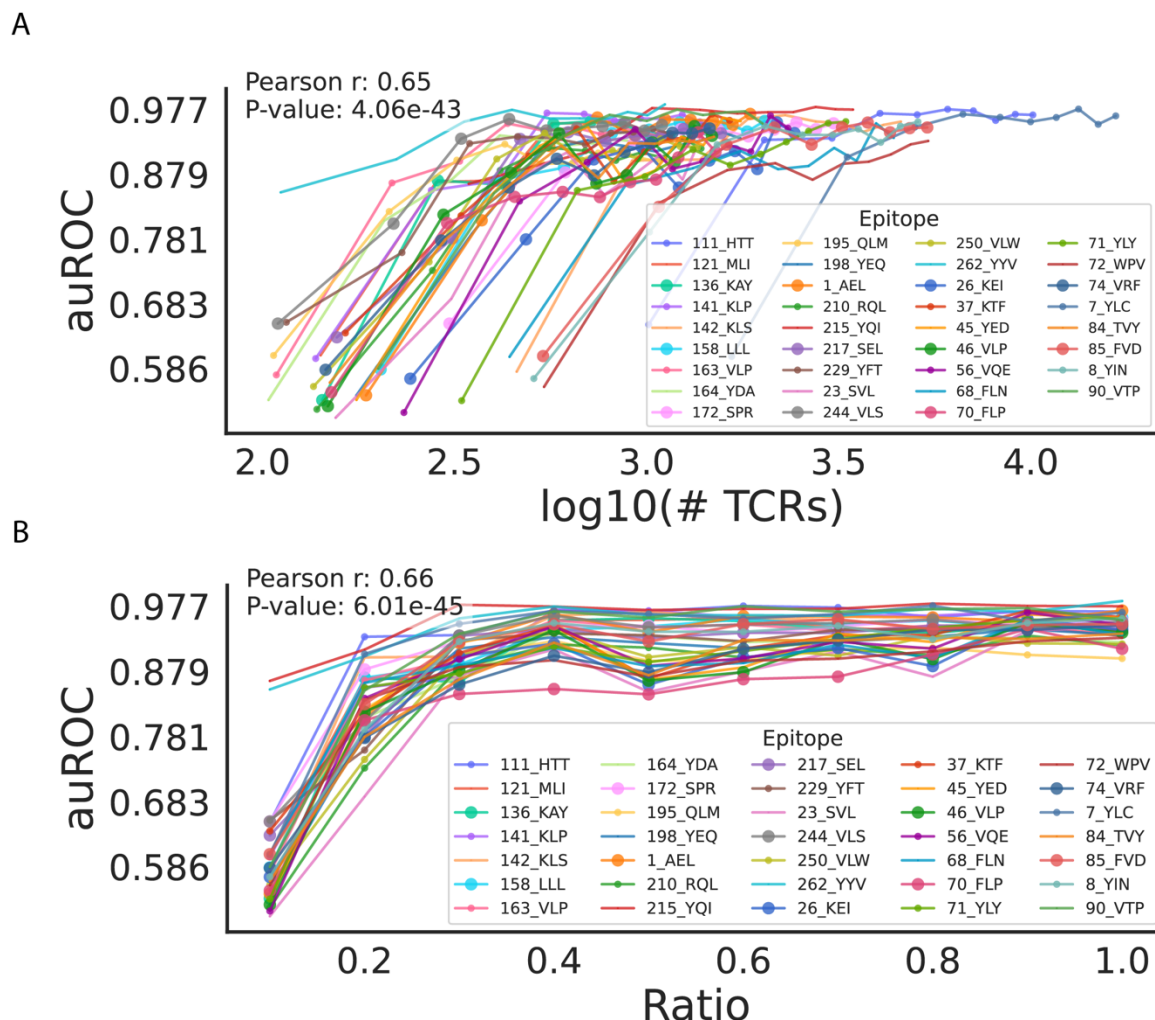 A
Pearson r: 0.65
P-value: 4.06e-43
0.977
0.879
0.781
0.683
0.586
auROC
Epitope
111_HTT 195_QLM 250_VLW 71_YLY
121_MLI 198_YEQ 262_YYV 72_WPV
136_KAY 1_AEL 26_KEI 74_VRF
141_KLP 210_RQL 37_KTF 7_YLC
142_KLS 215_YQI 45_YED 84_TVY
158_LLL 217_SEL 46_VLP 85_FVD
163_VLP 229_YFT 56_VQE 8_YIN
164_YDA 23_SVL 68_FLN 90_VTP
172_SPR 244_VLS 70_FLP
2.0 2.5 3.0 3.5 4.0
log10(# TCRs)
B
Pearson r: 0.66
P-value: 6.01e-45
0.977
0.879
0.781
0.683
0.586
auROC
Epitope
111_HTT 164_YDA 217_SEL 37_KTF 72_WPV
121_MLI 172_SPR 229_YFT 45_YED 74_VRF
136_KAY 195_QLM 23_SVL 46_VLP 7_YLC
141_KLP 198_YEQ 244_VLS 56_VQE 84_TVY
142_KLS 1_AEL 250_VLW 68_FLN 85_FVD
158_LLL 210_RQL 262_YYV 70_FLP 8_YIN
163_VLP 215_YQI 26_KEI 71_YLY 90_VTP
0.2 0.4 0.6 0.8 1.0
Ratio